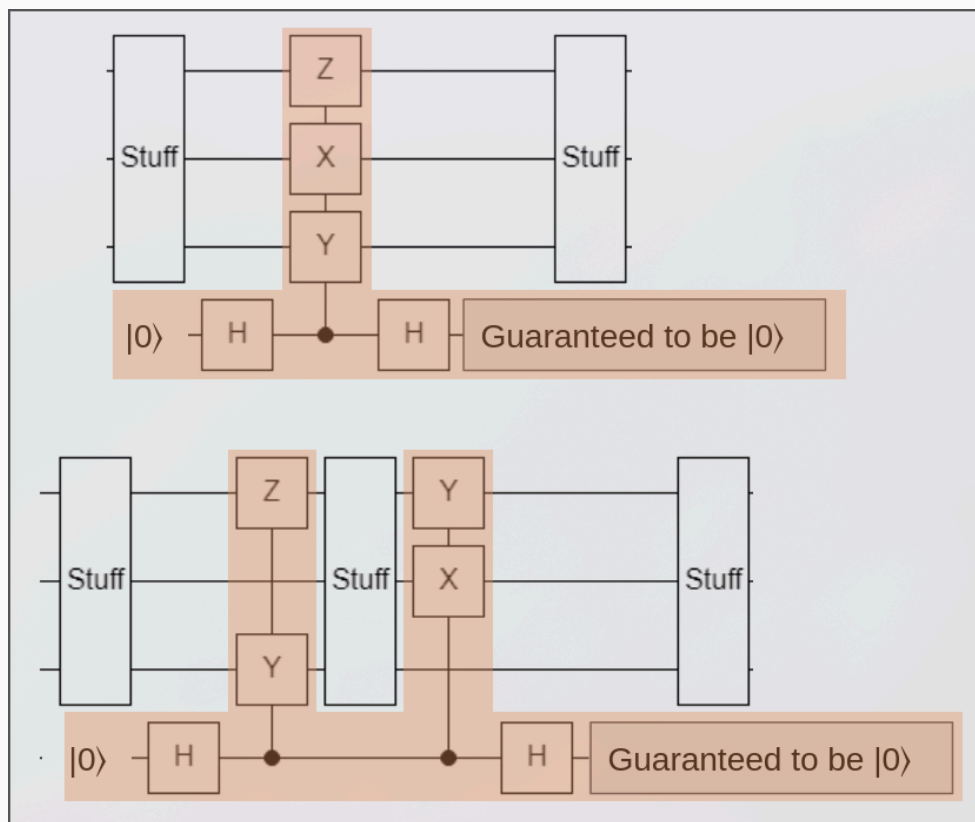 Z
Stuff X Stuff
Y
|0⟩ H H Guaranteed to be |0⟩
Z Y
Stuff Stuff X Stuff
Y
|0⟩ H H Guaranteed to be |0⟩